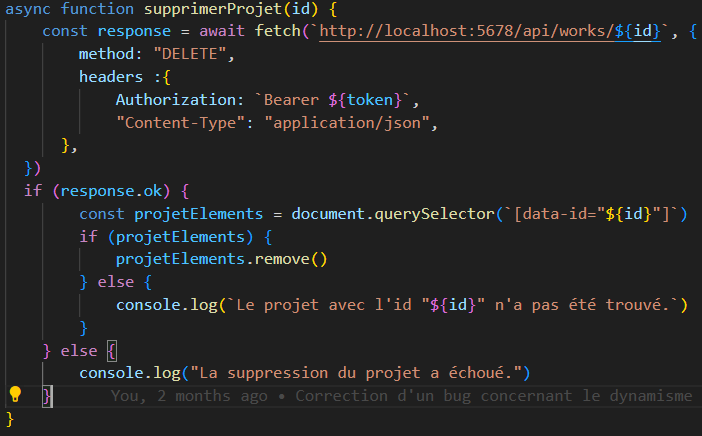 async function supprimerProjet(id) {
    const response = await fetch(`http://localhost:5678/api/works/${id}`, {
        method: "DELETE",
        headers :{
            Authorization: `Bearer ${token}`,
            "Content-Type": "application/json",
        },
  })
  if (response.ok) {
        const projetElements = document.querySelector(`[data-id="${id}"]`)
        if (projetElements) {
            projetElements.remove()
        } else {
            console.log(`Le projet avec l'id "${id}" n'a pas été trouvé.`)
        }
    } else {
        console.log("La suppression du projet a échoué.")
    }       You, 2 months ago • Correction d'un bug concernant le dynamisme
}